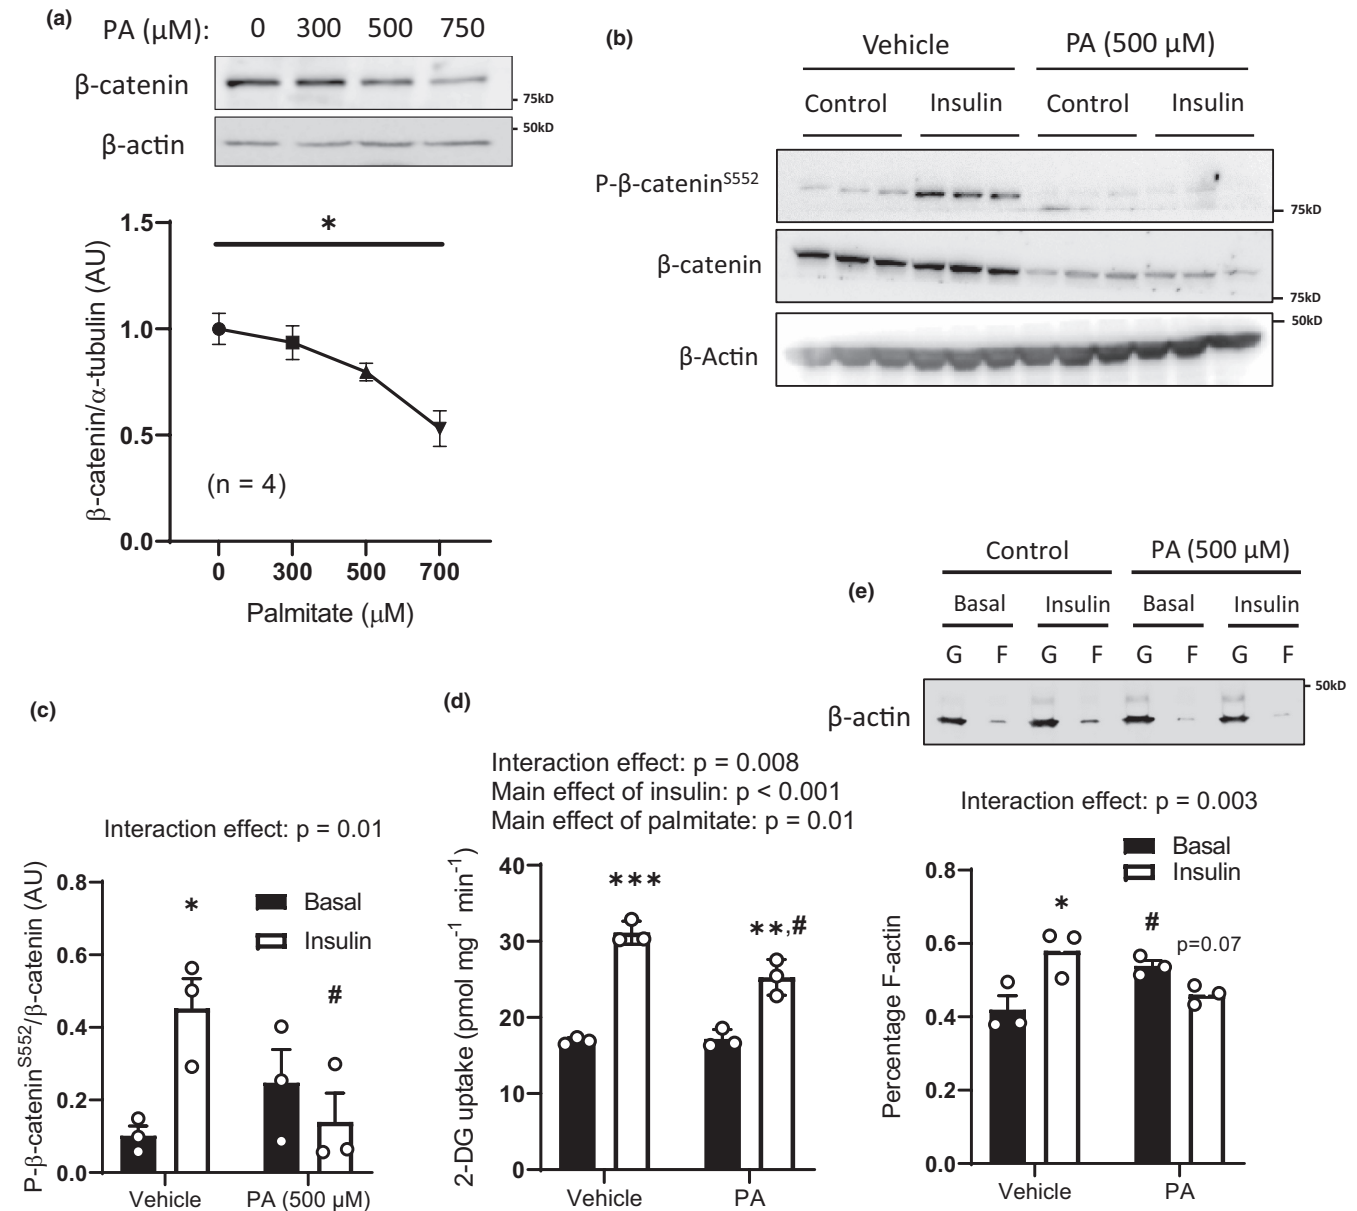 (a)
PA (µM): 0 300 500 750
β-catenin
75kD
50kD
β-actin
*
1.5
1.0
0.5
0.0
β-catenin/α-tubulin (AU)
(n = 4)
0 300 500 700
Palmitate (µM)
(b)
Vehicle PA (500 µM)
Control Insulin Control Insulin
P-β-cateninS552
75kD
β-catenin
75kD
50kD
β-Actin
(c)
Interaction effect: p = 0.01
P-β-cateninS552/β-catenin (AU)
0.8
0.6
0.4
0.2
0.0
*
#
Basal
Insulin
Vehicle PA (500 µM)
(d)
Interaction effect: p = 0.008
Main effect of insulin: p < 0.001
Main effect of palmitate: p = 0.01
2-DG uptake (pmol mg-1 min-1)
40
30
20
10
0
***
**,#
Vehicle PA
(e)
Control PA (500 µM)
Basal Insulin Basal Insulin
G F G F G F G F
50kD
β-actin
Interaction effect: p = 0.003
Basal
Insulin
Percentage F-actin
0.8
0.6
0.4
0.2
0.0
*
#
p=0.07
Vehicle PA